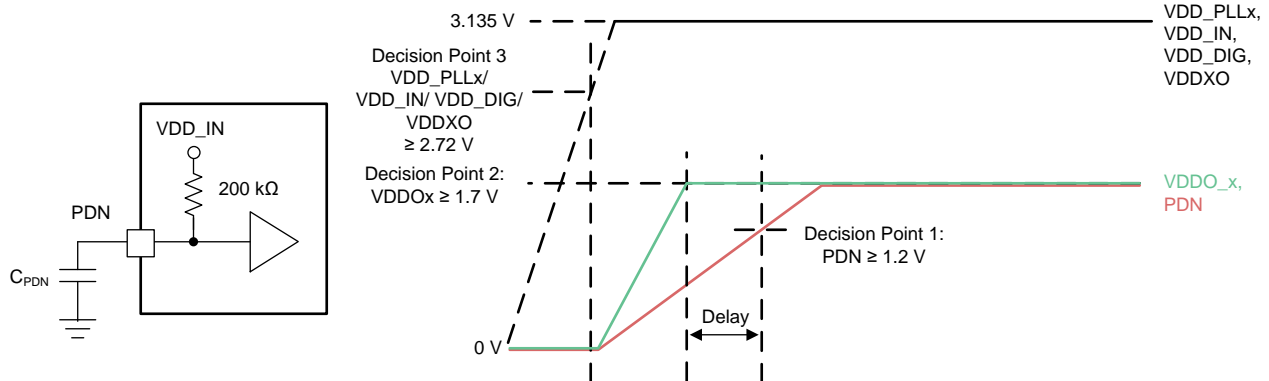 VDD_IN
200 kΩ
PDN
CPDN
3.135 V
Decision Point 3
VDD_PLLx/
VDD_IN/ VDD_DIG/
VDDXO
≥ 2.72 V
Decision Point 2:
VDDOx ≥ 1.7 V
0 V
Delay
Decision Point 1:
PDN ≥ 1.2 V
VDD_PLLx,
VDD_IN,
VDD_DIG,
VDDXO
VDDO_x,
PDN